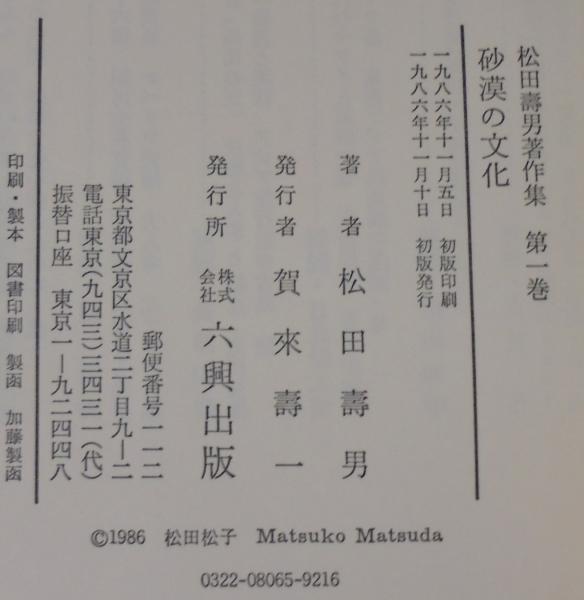 松田壽男著作集　第一巻
砂漠の文化
一九八六年十一月五日　初版印刷
一九八六年十一月十日　初版発行
著者　松田壽男
発行者　賀來壽一
発行所　株式会社　六興出版
郵便番号一一二
東京都文京区水道二丁目九—二
電話東京(九四三)三四三一(代)
振替口座　東京一—九二四四八
印刷・製本　図書印刷　製函　加藤製函
©1986　松田松子　Matsuko Matsuda
0322-08065-9216